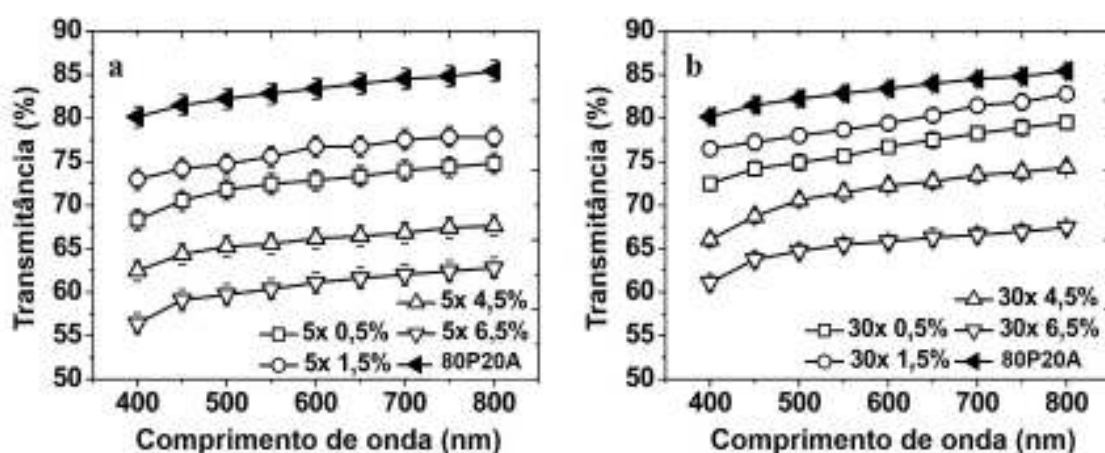 90
85
80
75
70
65
60
55
50
Transmitância (%)
a
5x 4,5%
5x 0,5%
5x 6,5%
5x 1,5%
80P20A
400
500
600
700
800
Comprimento de onda (nm)
90
85
80
75
70
65
60
55
50
Transmitância (%)
b
30x 4,5%
30x 0,5%
30x 6,5%
30x 1,5%
80P20A
400
500
600
700
800
Comprimento de onda (nm)